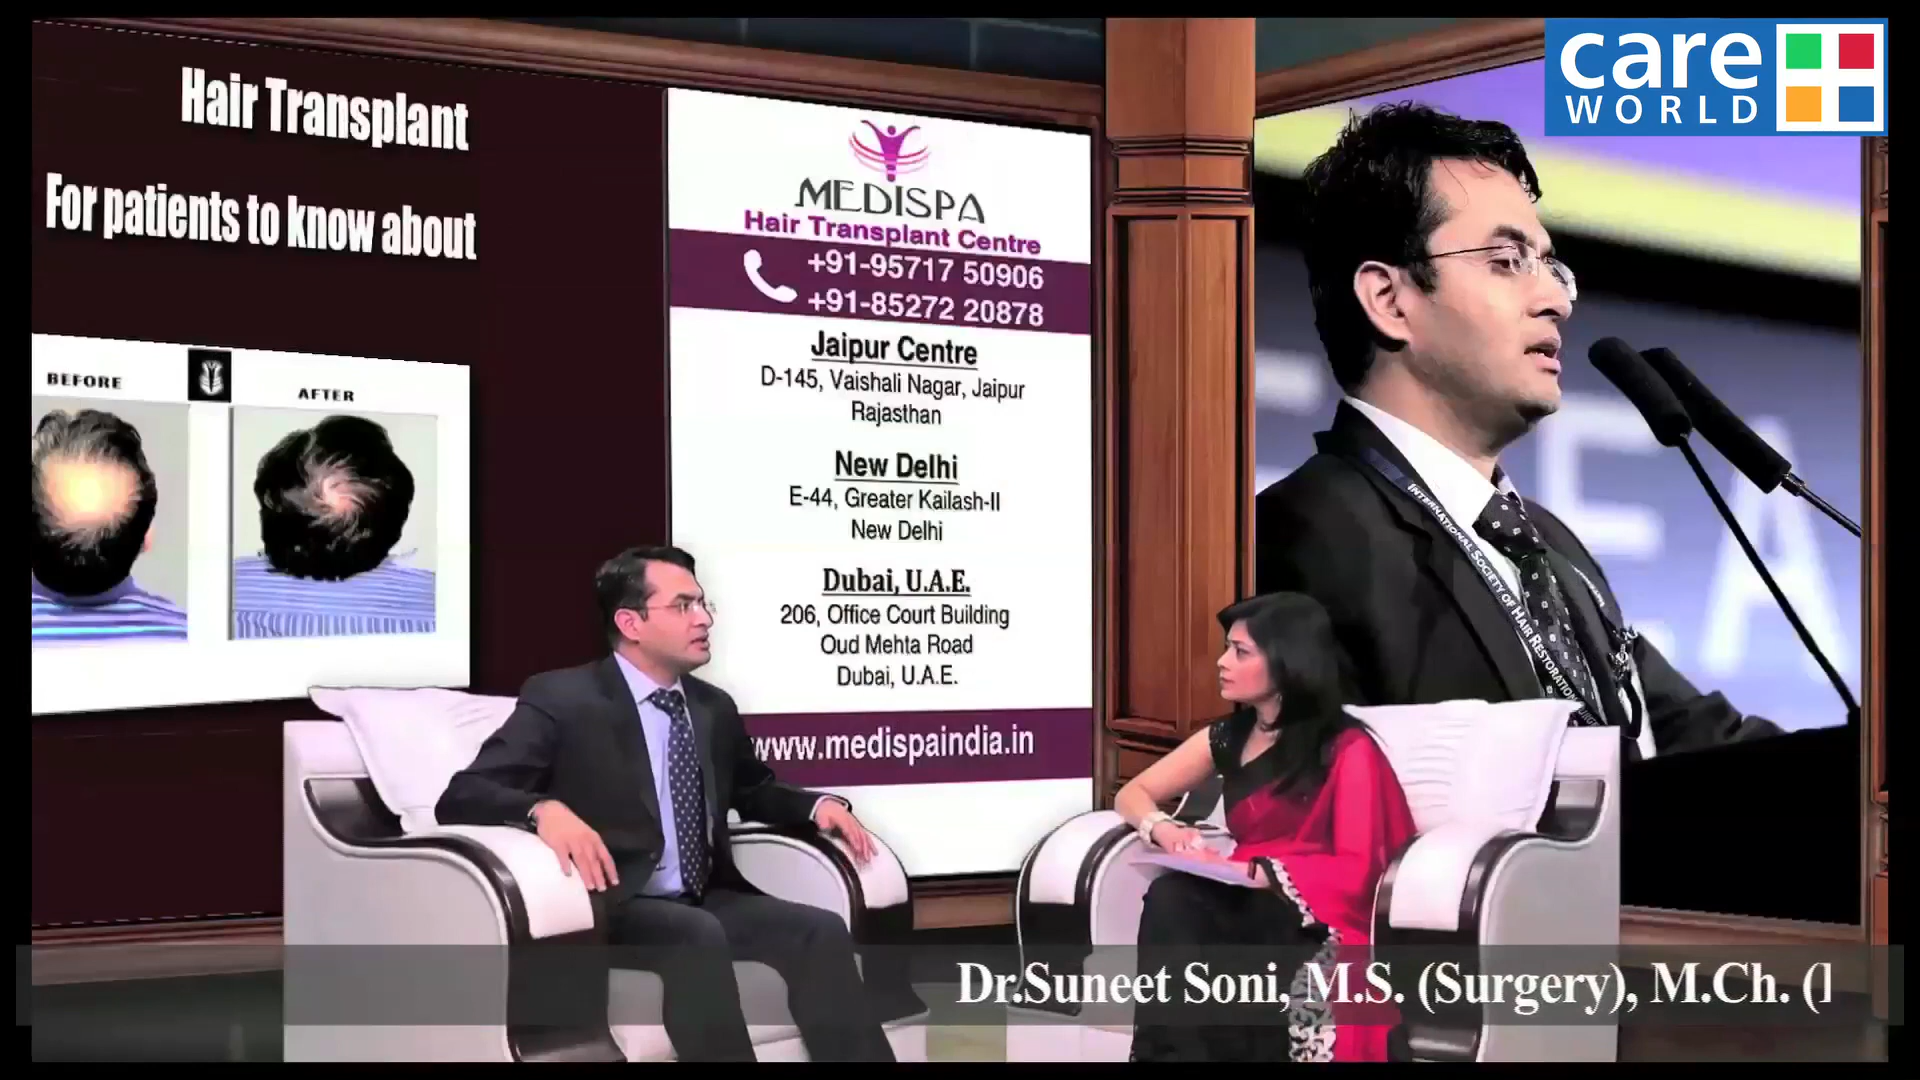 care
WORLD
Hair Transplant
For patients to know about
BEFORE
AFTER
MEDISPA
Hair Transplant Centre
+91-95717 50906
+91-85272 20878
Jaipur Centre
D-145, Vaishali Nagar, Jaipur
Rajasthan
New Delhi
E-44, Greater Kailash-II
New Delhi
Dubai, U.A.E.
206, Office Court Building
Oud Mehta Road
Dubai, U.A.E.
www.medispaindia.in
INTERNATIONAL SOCIETY OF HAIR RESTORATION
Dr.Suneet Soni, M.S. (Surgery), M.Ch. (